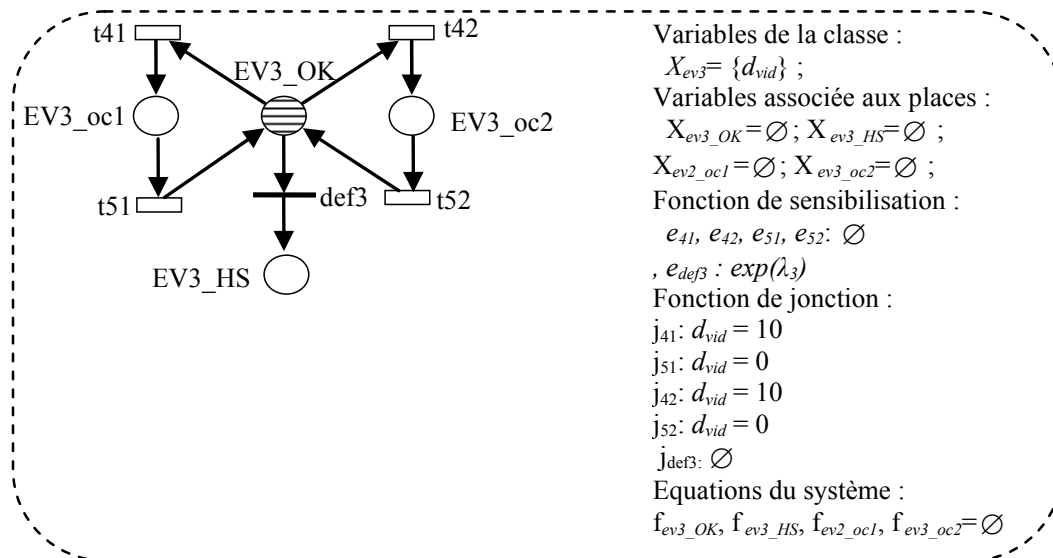 t41
t42
EV3_OK
EV3_oc1
EV3_oc2
t51
def3
t52
EV3_HS
Variables de la classe :
X_ev3= {d_vid} ;
Variables associée aux places :
X_ev3_OK=∅ ; X_ev3_HS=∅ ;
X_ev2_oc1=∅ ; X_ev3_oc2=∅ ;
Fonction de sensibilisation :
e_41, e_42, e_51, e_52: ∅
, e_def3 : exp(λ_3)
Fonction de jonction :
j_41: d_vid = 10
j_51: d_vid = 0
j_42: d_vid = 10
j_52: d_vid = 0
j_def3: ∅
Equations du système :
f_ev3_OK, f_ev3_HS, f_ev2_oc1, f_ev3_oc2=∅